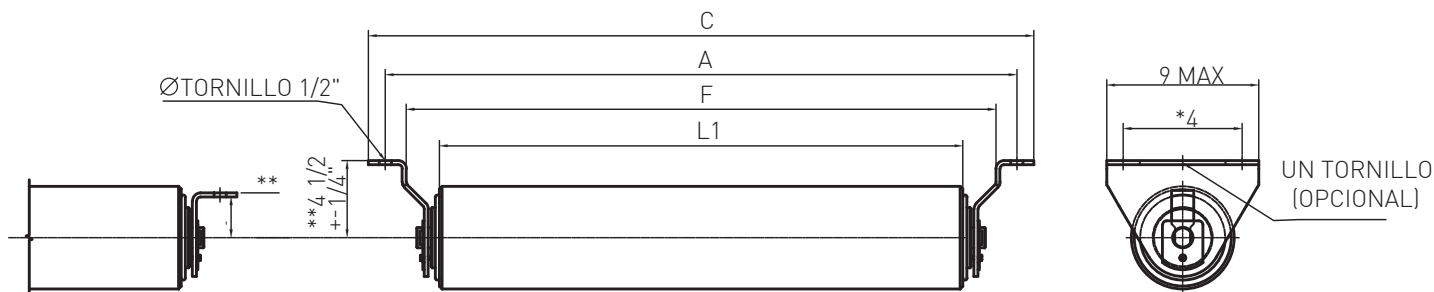 C
A
ØTORNILLO 1/2"
F
L1
9 MAX
*4
**
**4 1/2
+-1/4"
UN TORNILLO
(OPCIONAL)